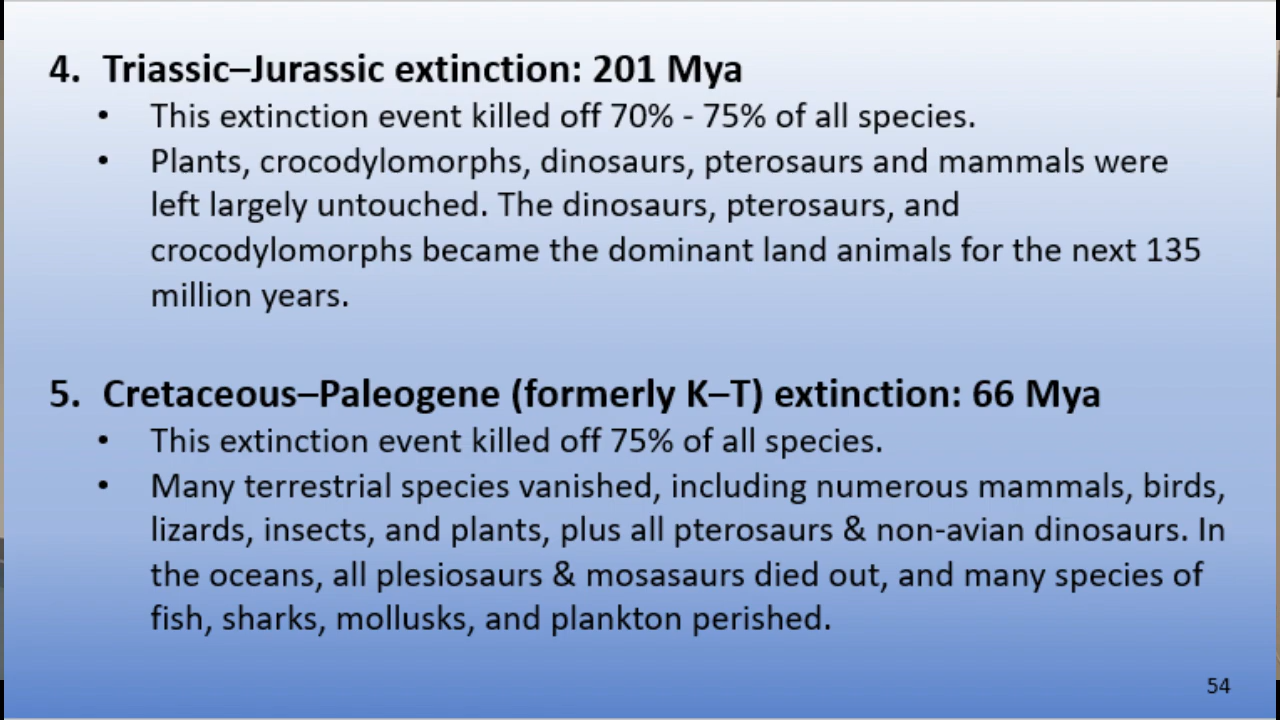 4. Triassic–Jurassic extinction: 201 Mya
• This extinction event killed off 70% - 75% of all species.
• Plants, crocodylomorphs, dinosaurs, pterosaurs and mammals were
left largely untouched. The dinosaurs, pterosaurs, and
crocodylomorphs became the dominant land animals for the next 135
million years.
5. Cretaceous–Paleogene (formerly K–T) extinction: 66 Mya
• This extinction event killed off 75% of all species.
• Many terrestrial species vanished, including numerous mammals, birds,
lizards, insects, and plants, plus all pterosaurs & non-avian dinosaurs. In
the oceans, all plesiosaurs & mosasaurs died out, and many species of
fish, sharks, mollusks, and plankton perished.
54